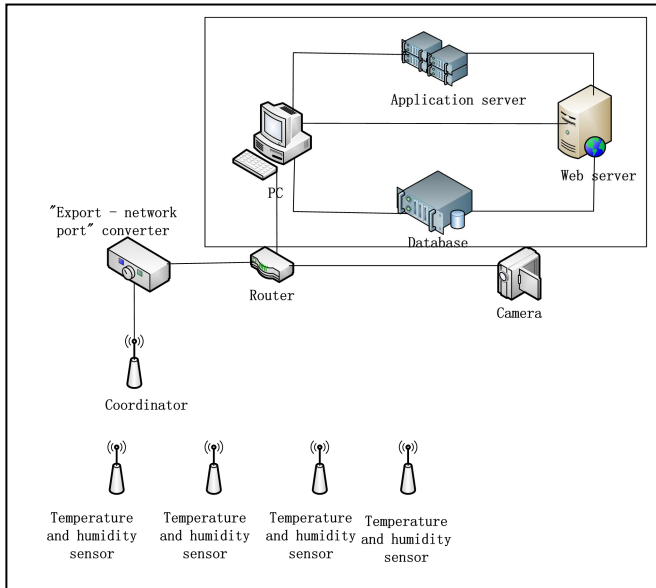 Application server
Web server
PC
Database
"Export - network
port" converter
Router
Camera
Coordinator
Temperature
and humidity
sensor
Temperature
and humidity
sensor
Temperature
and humidity
sensor
Temperature
and humidity
sensor